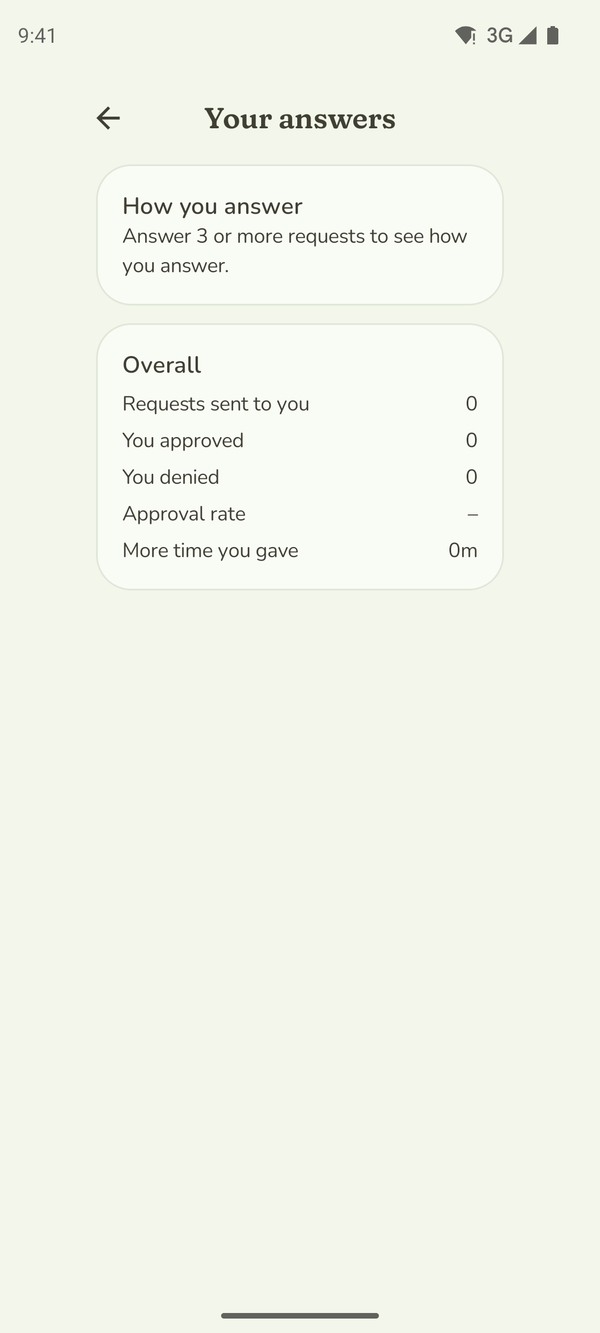 9:41
3G
Your answers
How you answer
Answer 3 or more requests to see how
you answer.
Overall
Requests sent to you 0
You approved 0
You denied 0
Approval rate –
More time you gave 0m